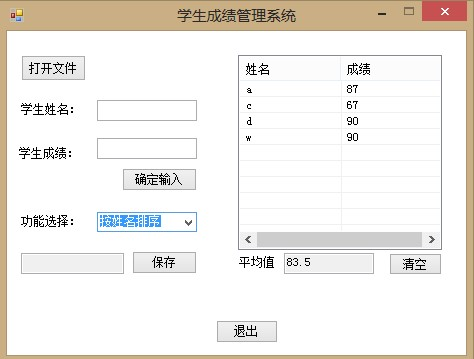 学生成绩管理系统
打开文件
学生姓名：
学生成绩：
确定输入
功能选择：
按姓名排序
保存
姓名 成绩
a 87
c 67
d 90
w 90
平均值 83.5
清空
退出